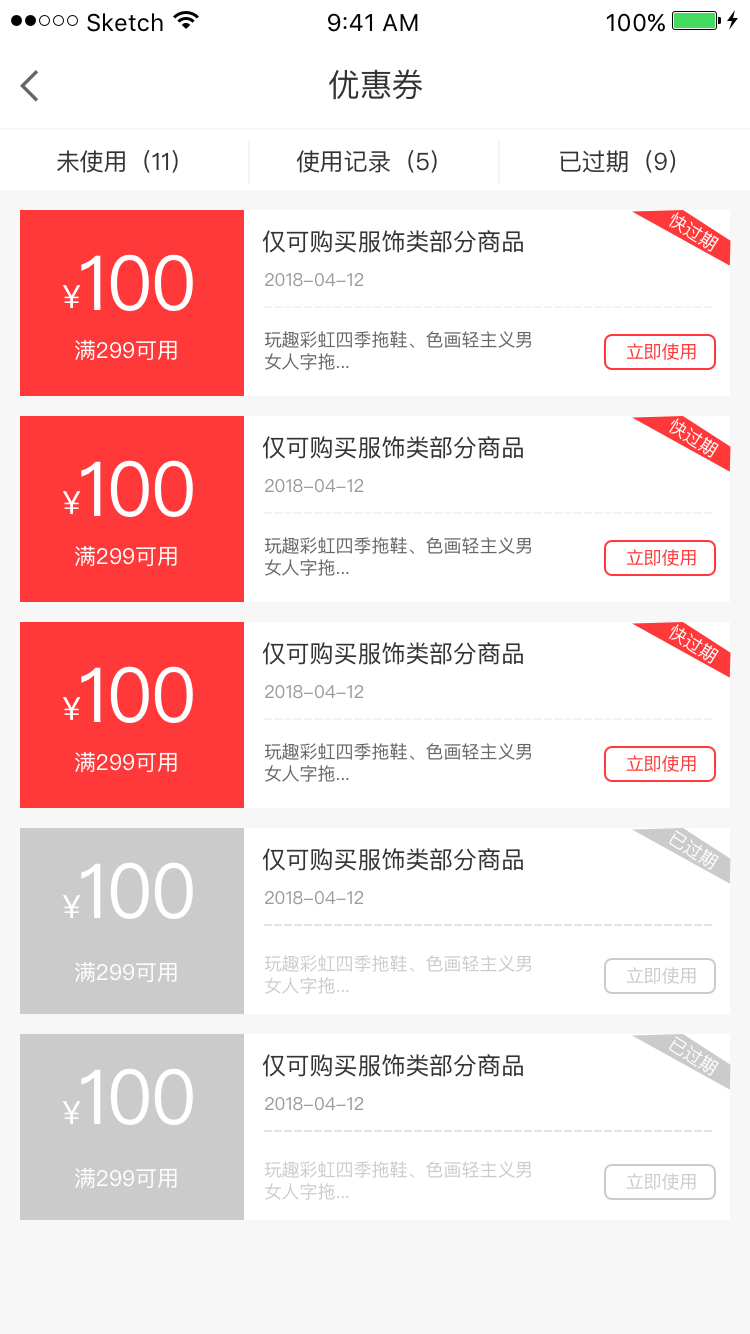 Sketch 9:41 AM 100%
优惠券
未使用（11） 使用记录（5） 已过期（9）
仅可购买服饰类部分商品
快过期
¥100
2018-04-12
满299可用
玩趣彩虹四季拖鞋、色画轻主义男
女人字拖...
立即使用
仅可购买服饰类部分商品
快过期
¥100
2018-04-12
满299可用
玩趣彩虹四季拖鞋、色画轻主义男
女人字拖...
立即使用
仅可购买服饰类部分商品
快过期
¥100
2018-04-12
满299可用
玩趣彩虹四季拖鞋、色画轻主义男
女人字拖...
立即使用
仅可购买服饰类部分商品
已过期
¥100
2018-04-12
满299可用
玩趣彩虹四季拖鞋、色画轻主义男
女人字拖...
立即使用
仅可购买服饰类部分商品
已过期
¥100
2018-04-12
满299可用
玩趣彩虹四季拖鞋、色画轻主义男
女人字拖...
立即使用